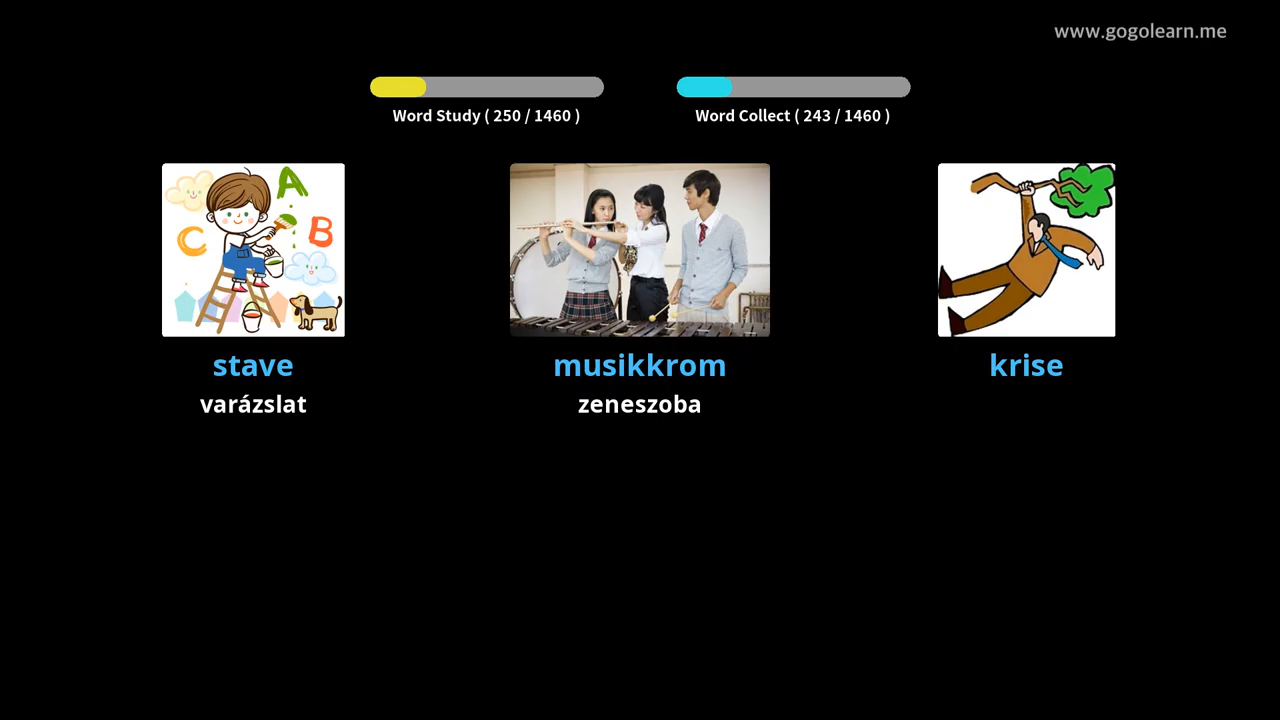 www.gogolearn.me
Word Study ( 250 / 1460 )
Word Collect ( 243 / 1460 )
A
B
C
stave
musikkrom
krise
varázslat
zeneszoba